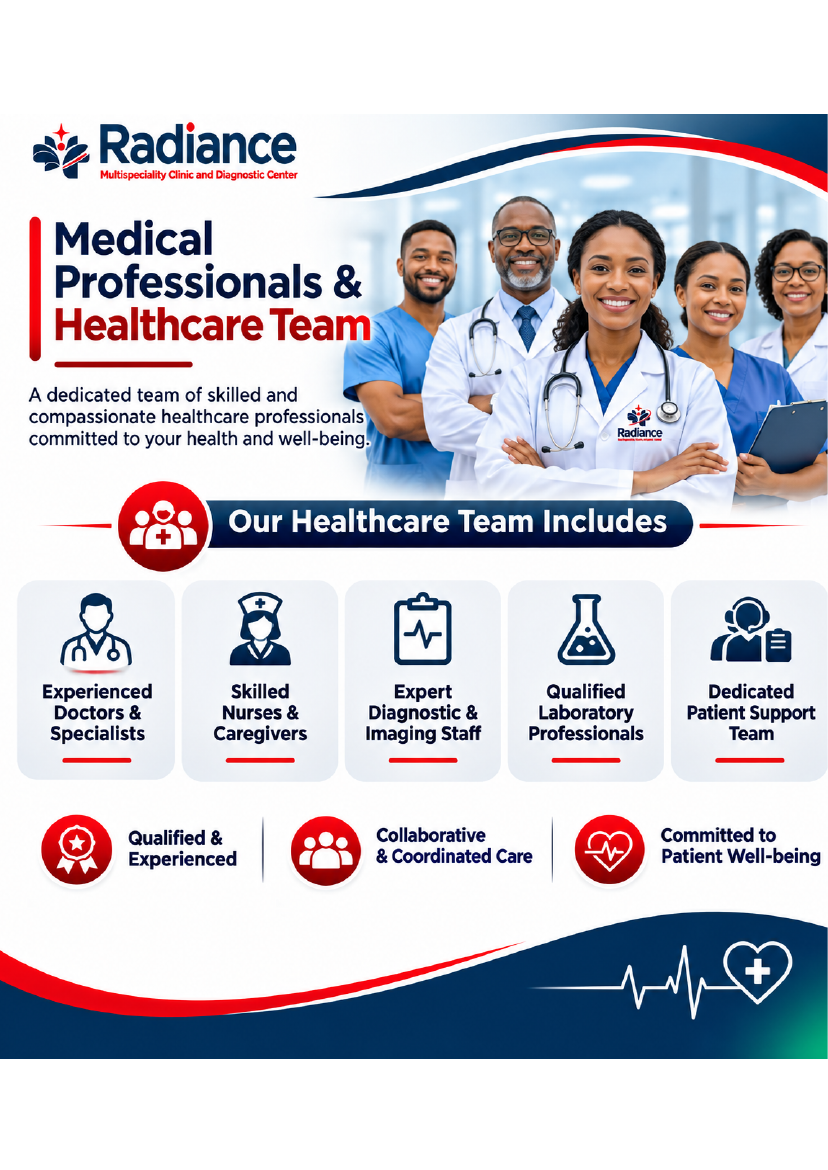 Radiance
Multispeciality Clinic and Diagnostic Center
Medical
Professionals &
Healthcare Team
A dedicated team of skilled and
compassionate healthcare professionals
committed to your health and well-being.
Radiance
Our Healthcare Team Includes
Experienced
Doctors &
Specialists
Skilled
Nurses &
Caregivers
Expert
Diagnostic &
Imaging Staff
Qualified
Laboratory
Professionals
Dedicated
Patient Support
Team
Qualified &
Experienced
Collaborative
& Coordinated Care
Committed to
Patient Well-being